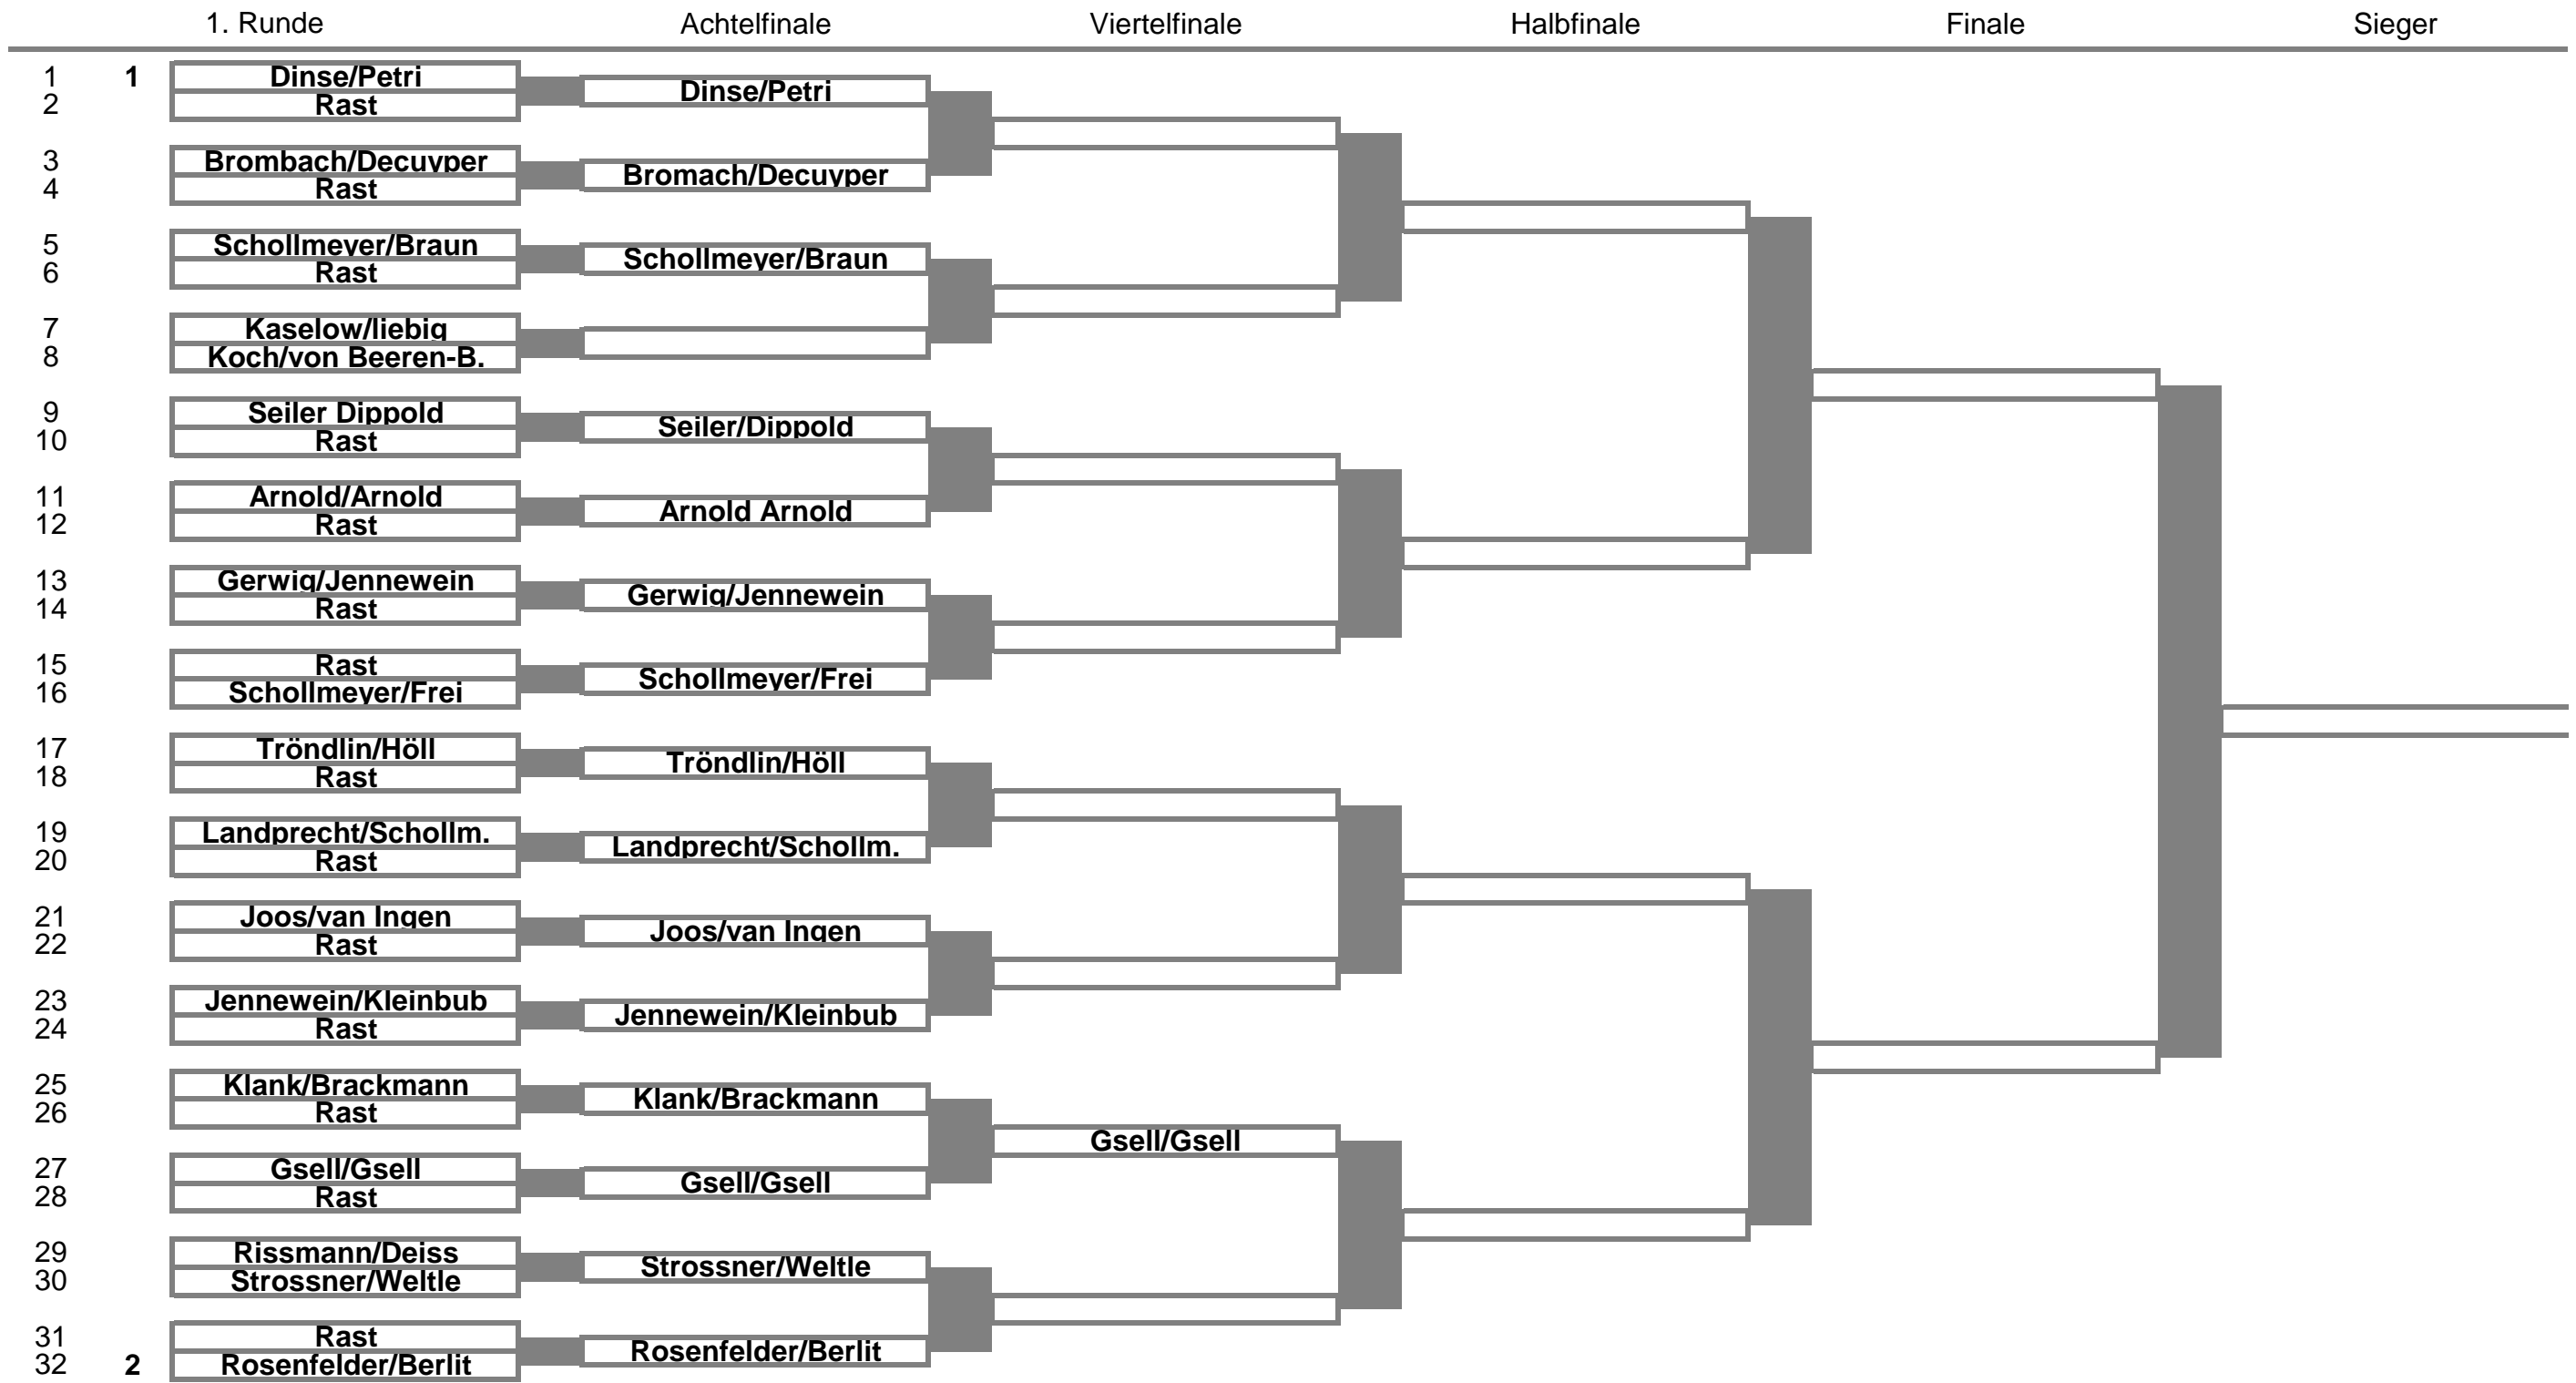 1. Runde Achtelfinale Viertelfinale Halbfinale Finale Sieger
1 1 Dinse/Petri
Dinse/Petri
2 Rast
3 Brombach/Decuyper
Bromach/Decuyper
4 Rast
5 Schollmeyer/Braun
Schollmeyer/Braun
6 Rast
7 Kaselow/liebig
8 Koch/von Beeren-B.
9 Seiler Dippold
Seiler/Dippold
10 Rast
11 Arnold/Arnold
Arnold Arnold
12 Rast
13 Gerwig/Jennewein
Gerwig/Jennewein
14 Rast
15 Rast
Schollmeyer/Frei
16 Schollmeyer/Frei
17 Tröndlin/Höll
Tröndlin/Höll
18 Rast
19 Landprecht/Schollm.
Landprecht/Schollm.
20 Rast
21 Joos/van Ingen
Joos/van Ingen
22 Rast
23 Jennewein/Kleinbub
Jennewein/Kleinbub
24 Rast
25 Klank/Brackmann
Klank/Brackmann
26 Rast
Gsell/Gsell
27 Gsell/Gsell
Gsell/Gsell
28 Rast
29 Rissmann/Deiss
Strossner/Weltle
30 Strossner/Weltle
31 Rast
Rosenfelder/Berlit
32 2 Rosenfelder/Berlit